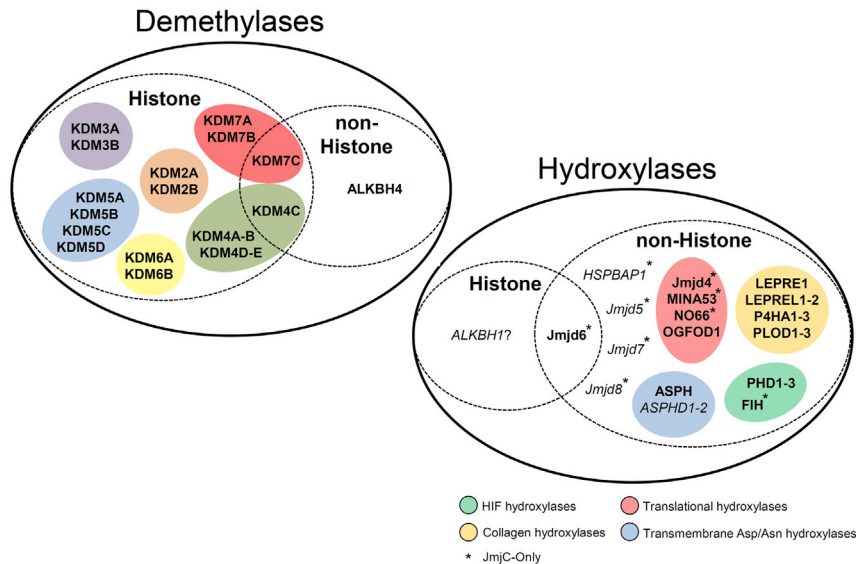 Demethylases
Histone
KDM3A
KDM3B
KDM7A
KDM7B
KDM7C
KDM2A
KDM2B
KDM5A
KDM5B
KDM5C
KDM5D
KDM4C
KDM4A-B
KDM4D-E
KDM6A
KDM6B
non-
Histone
ALKBH4
Hydroxylases
Histone
ALKBH1?
Jmjd6*
non-Histone
HSPBAP1*
Jmjd5*
Jmjd7*
Jmjd8*
Jmjd4*
MINA53*
NO66*
OGFOD1
LEPRE1
LEPREL1-2
P4HA1-3
PLOD1-3
ASPH
ASPHD1-2
PHD1-3
FIH*
HIF hydroxylases
Translational hydroxylases
Collagen hydroxylases
Transmembrane Asp/Asn hydroxylases
* JmjC-Only